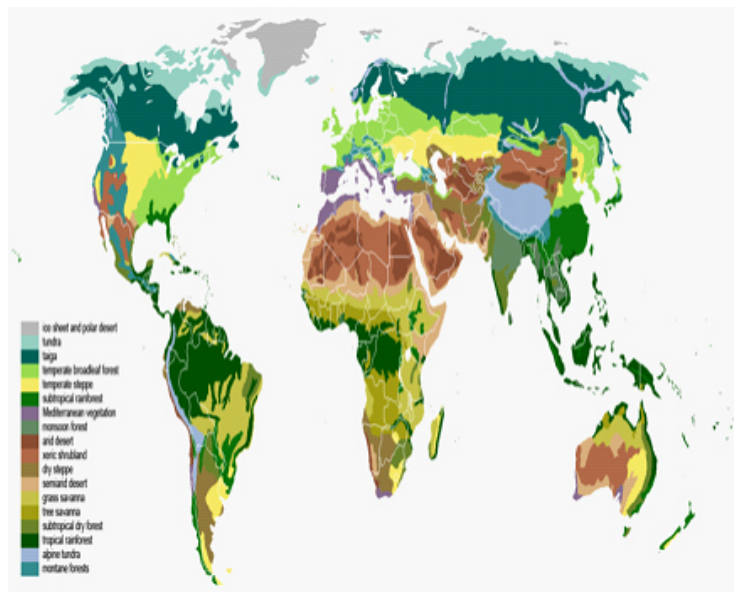 ice sheet and polar desert
tundra
taiga
temperate broadleaf forest
temperate steppe
subtropical rainforest
Mediterranean vegetation
monsoon forest
arid desert
xeric shrubland
dry steppe
semiarid desert
grass savanna
tree savanna
subtropical dry forest
tropical rainforest
alpine tundra
montane forests